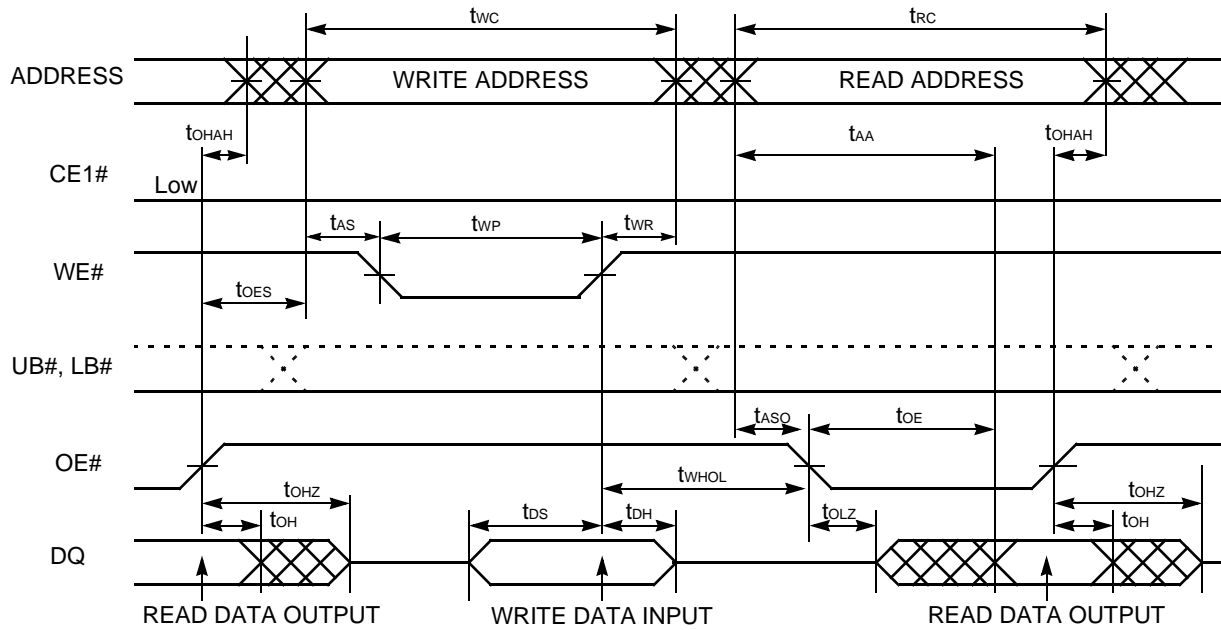 tWC
tRC
ADDRESS
WRITE ADDRESS
READ ADDRESS
tOHAH
tAA
tOHAH
CE1#
Low
tAS
tWP
tWR
WE#
tOES
UB#, LB#
tASO
tOE
OE#
tOHZ
tWHOL
tOHZ
tOH
tDS
tDH
tOLZ
tOH
DQ
READ DATA OUTPUT
WRITE DATA INPUT
READ DATA OUTPUT